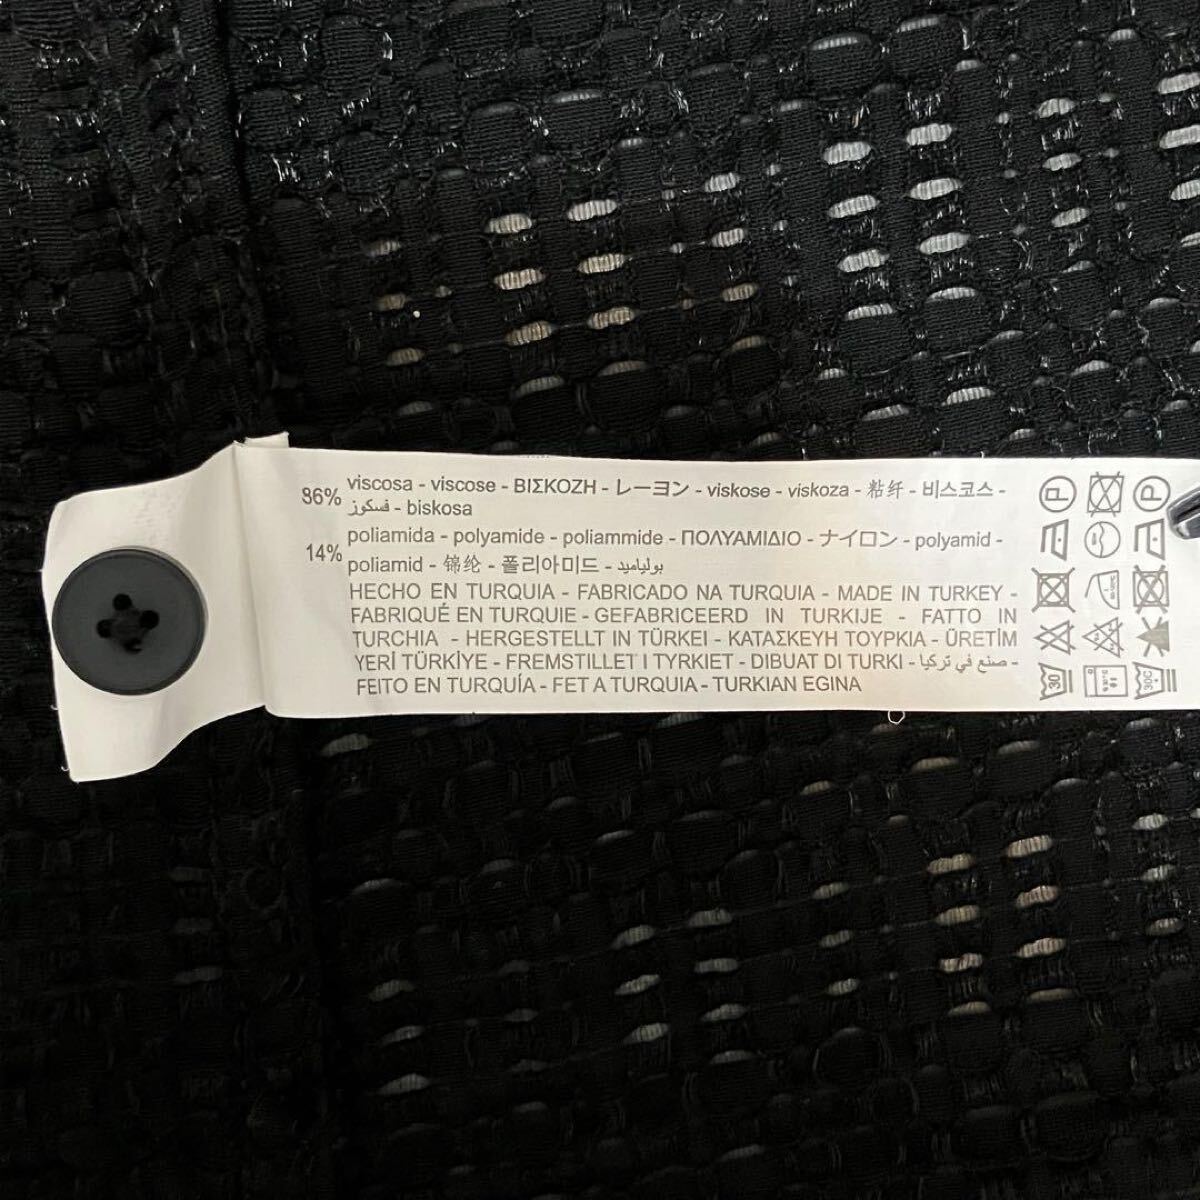 86% viscosa - viscose - ΒΙΣΚΟΖΗ - レーヨン - viskose - viskoza - 粘纤 - 비스코스 -
فسكوز - biskosa
14% poliamida - polyamide - poliammide - ΠΟΛΥΑΜΙΔΙΟ - ナイロン - polyamid -
poliamid - 锦纶 - 폴리아미드 - بولياميد
HECHO EN TURQUIA - FABRICADO NA TURQUIA - MADE IN TURKEY -
FABRIQUÉ EN TURQUIE - GEFABRICEERD IN TURKIJE - FATTO IN
TURCHIA - HERGESTELLT IN TÜRKEI - ΚΑΤΑΣΚΕΥΗ ΤΟΥΡΚΙΑ - ÜRETİM
YERİ TÜRKİYE - FREMSTILLET I TYRKIET - DIBUAT DI TURKI - صنع في تركيا -
FEITO EN TURQUÍA - FET A TURQUIA - TURKIAN EGINA
P P
30 30C